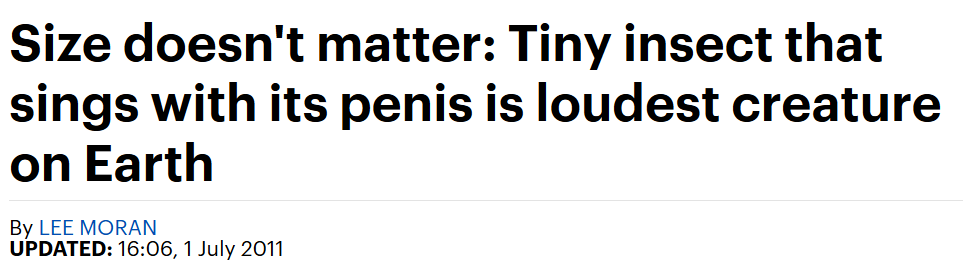 Size doesn't matter: Tiny insect that
sings with its penis is loudest creature
on Earth
By LEE MORAN
UPDATED: 16:06, 1 July 2011